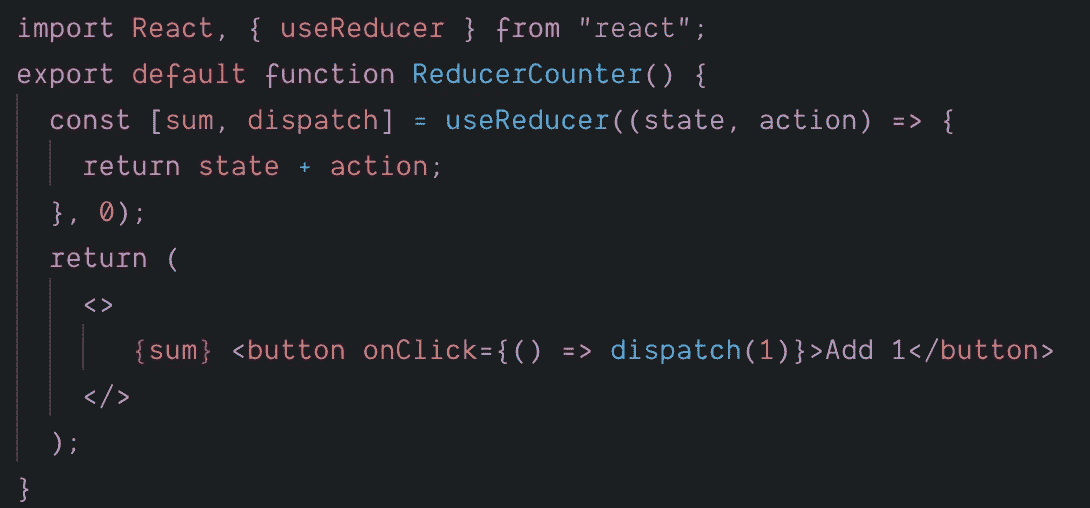 import React, { useReducer } from "react";
export default function ReducerCounter() {
  const [sum, dispatch] = useReducer((state, action) => {
    return state + action;
  }, 0);
  return (
    <>
      {sum} <button onClick={() => dispatch(1)}>Add 1</button>
    </>
  );
}